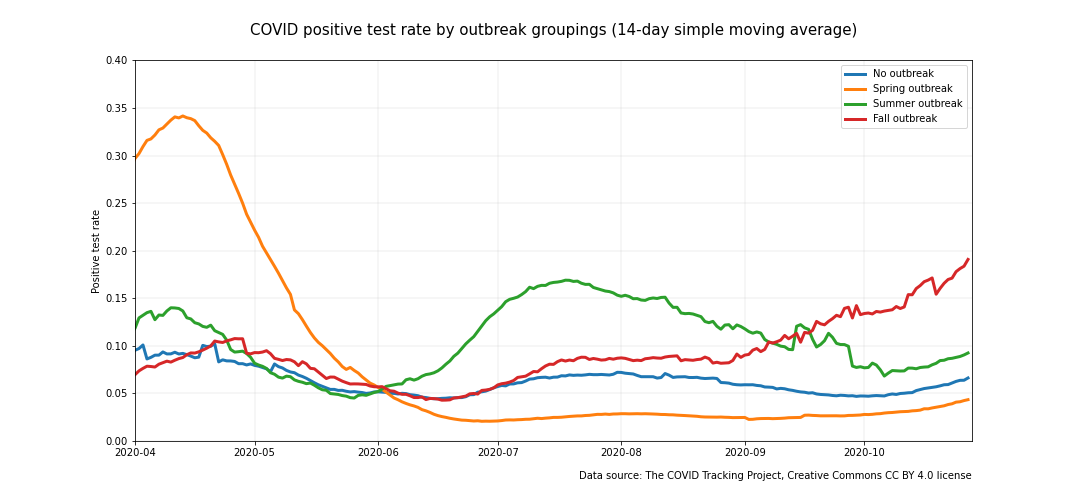 COVID positive test rate by outbreak groupings (14-day simple moving average)
0.40
0.35
0.30
0.25
0.20
0.15
0.10
0.05
0.00
Positive test rate
No outbreak
Spring outbreak
Summer outbreak
Fall outbreak
2020-04 2020-05 2020-06 2020-07 2020-08 2020-09 2020-10
Data source: The COVID Tracking Project, Creative Commons CC BY 4.0 license